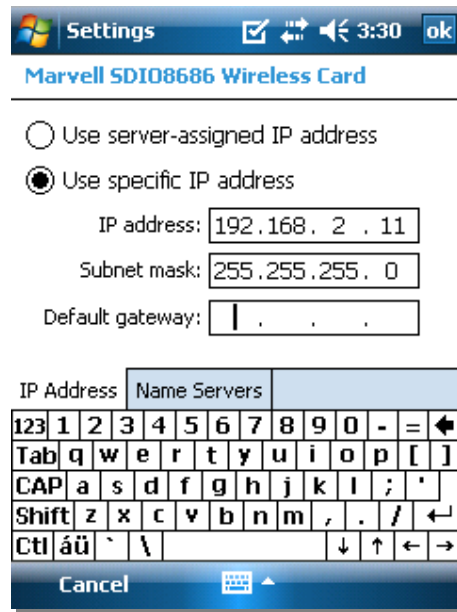 Settings 3:30 ok
Marvell SDIO8686 Wireless Card
Use server-assigned IP address
Use specific IP address
IP address: 192.168. 2 . 11
Subnet mask: 255.255.255. 0
Default gateway: . . .
IP Address Name Servers
123 1 2 3 4 5 6 7 8 9 0 - =
Tab q w e r t y u i o p [ ]
CAP a s d f g h j k l ; '
Shift z x c v b n m , . /
Ctl áü ` \ ↓ ↑ ← →
Cancel